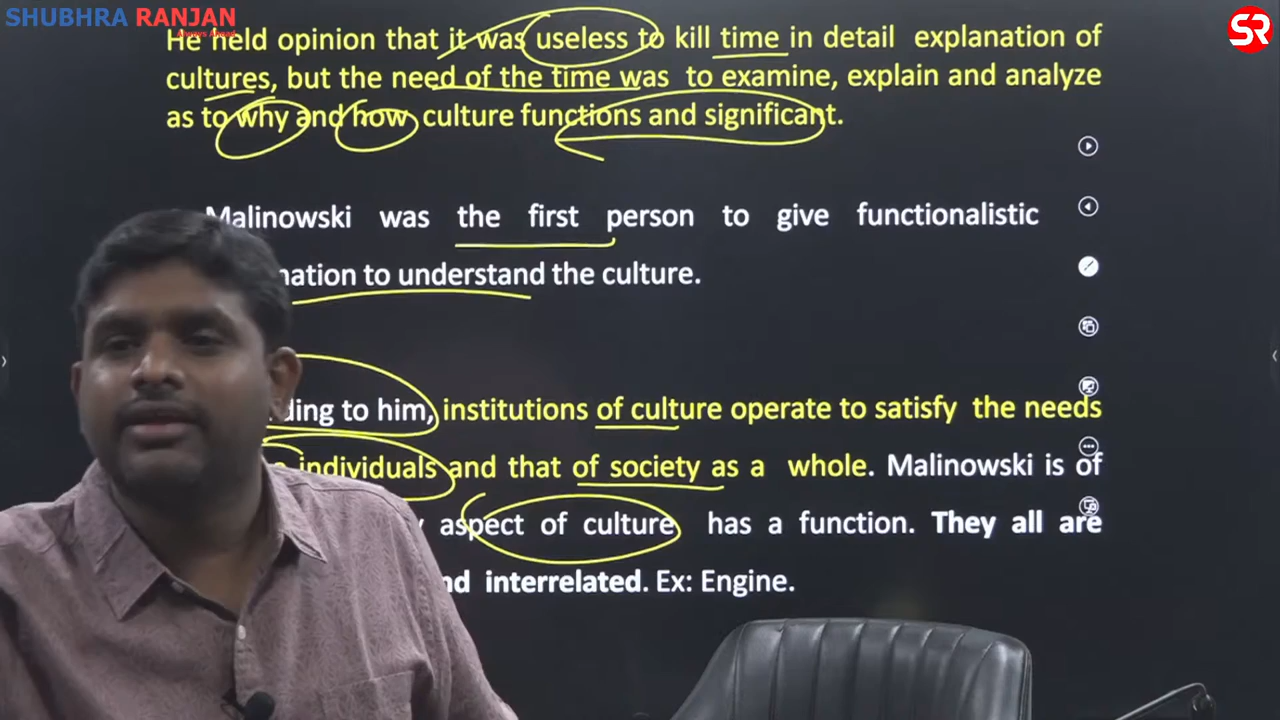 SHUBHRA RANJAN
Always Ahead
SR
He held opinion that it was useless to kill time in detail explanation of
cultures, but the need of the time was to examine, explain and analyze
as to why and how culture functions and significant.
Malinowski was the first person to give functionalistic
nation to understand the culture.
ding to him, institutions of culture operate to satisfy the needs
individuals and that of society as a whole. Malinowski is of
aspect of culture has a function. They all are
nd interrelated. Ex: Engine.